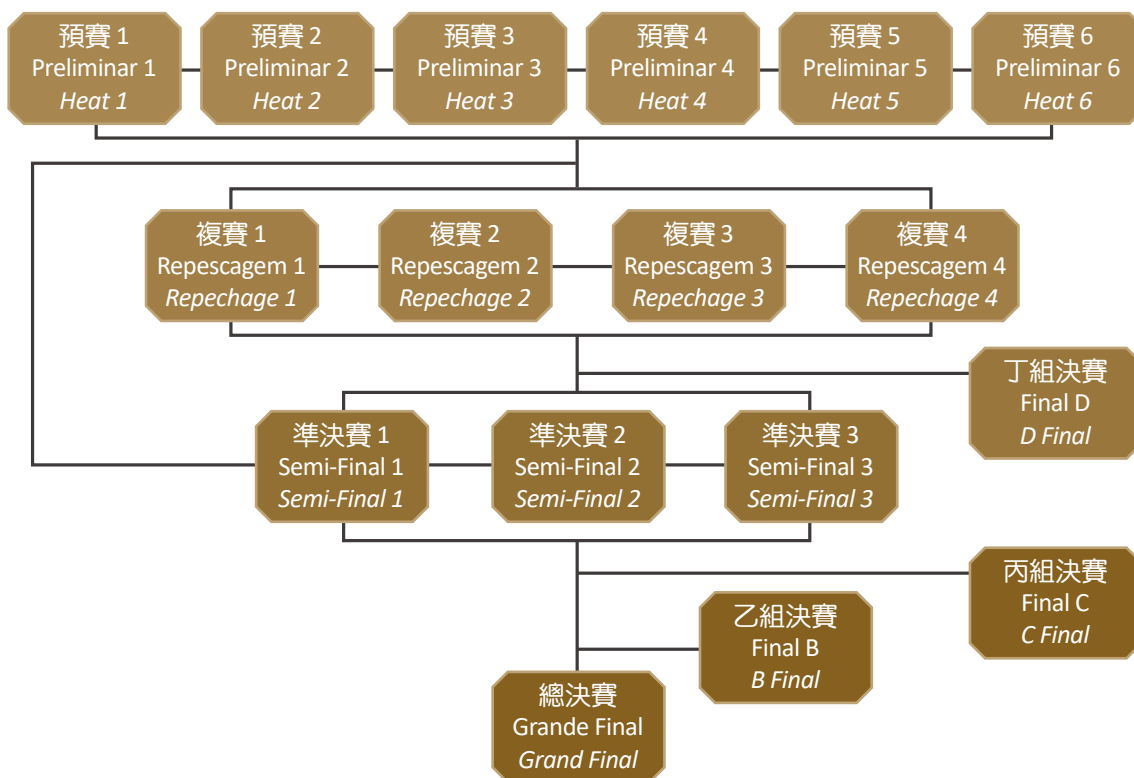 預賽 1
Preliminar 1
Heat 1
預賽 2
Preliminar 2
Heat 2
預賽 3
Preliminar 3
Heat 3
預賽 4
Preliminar 4
Heat 4
預賽 5
Preliminar 5
Heat 5
預賽 6
Preliminar 6
Heat 6
複賽 1
Repescagem 1
Repechage 1
複賽 2
Repescagem 2
Repechage 2
複賽 3
Repescagem 3
Repechage 3
複賽 4
Repescagem 4
Repechage 4
丁組決賽
Final D
D Final
準決賽 1
Semi-Final 1
Semi-Final 1
準決賽 2
Semi-Final 2
Semi-Final 2
準決賽 3
Semi-Final 3
Semi-Final 3
丙組決賽
Final C
C Final
乙組決賽
Final B
B Final
總決賽
Grande Final
Grand Final